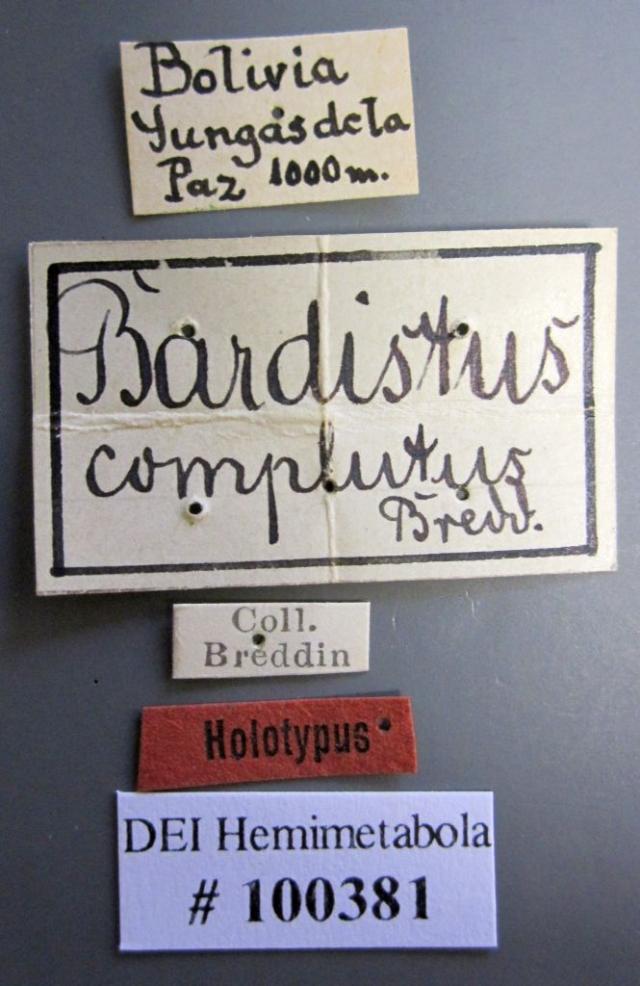 Bolivia
Yungas de la
Paz 1000 m.
Bardistus
complutus
Bredd.
Coll.
Breddin
Holotypus
DEI Hemimetabola
# 100381